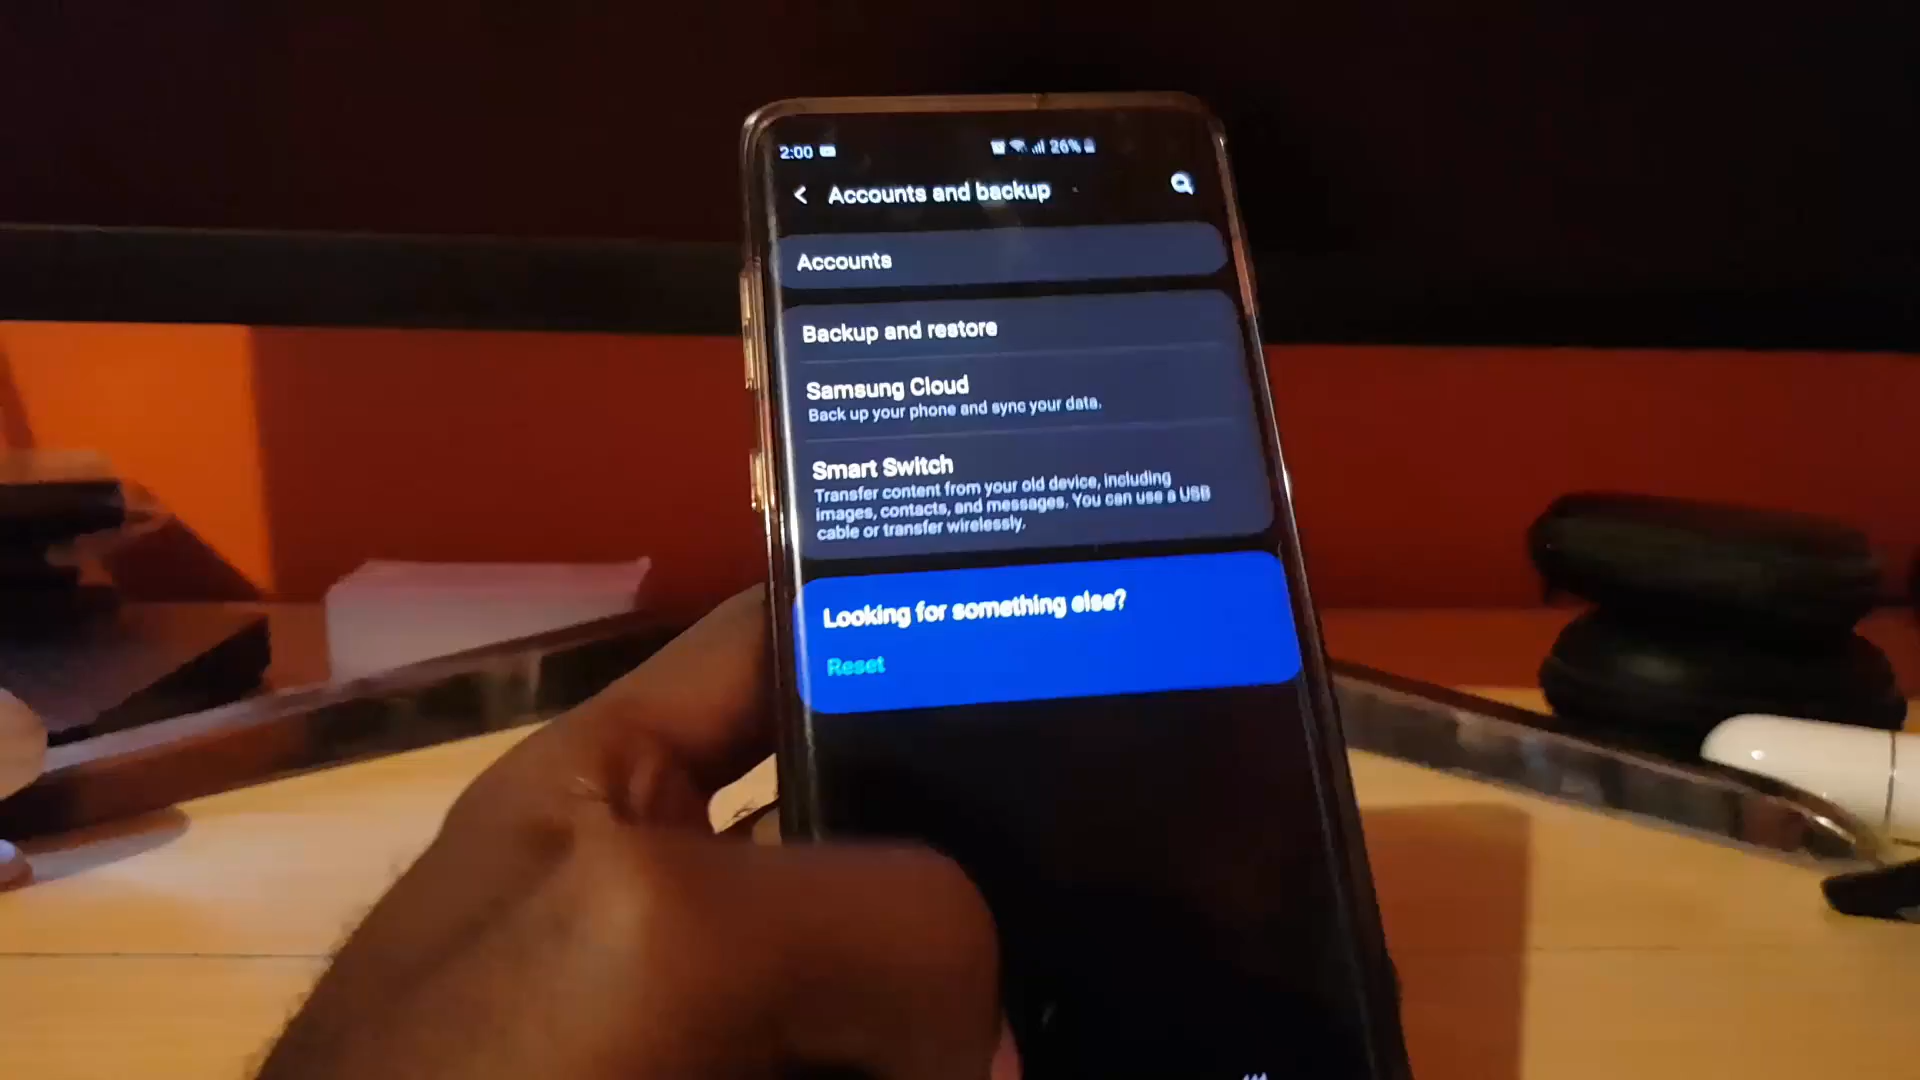 2:00 26%
Accounts and backup
Accounts
Backup and restore
Samsung Cloud
Back up your phone and sync your data.
Smart Switch
Transfer content from your old device, including
images, contacts, and messages. You can use a USB
cable or transfer wirelessly.
Looking for something else?
Reset